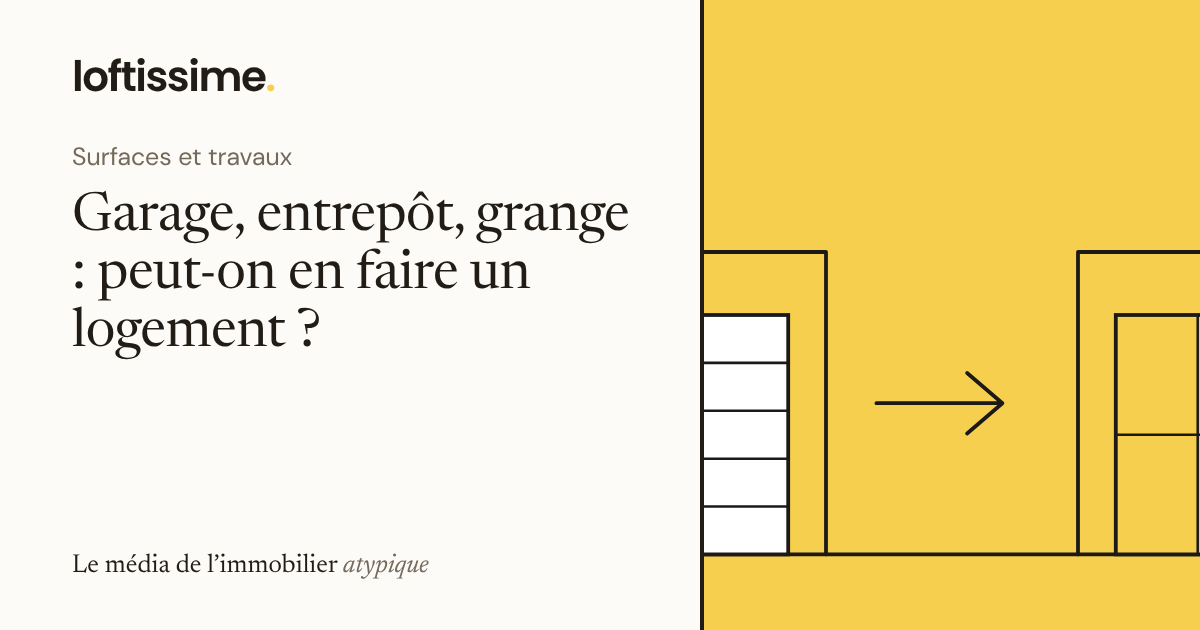 loftissime.
Surfaces et travaux
Garage, entrepôt, grange
: peut-on en faire un
logement ?
Le média de l’immobilier atypique